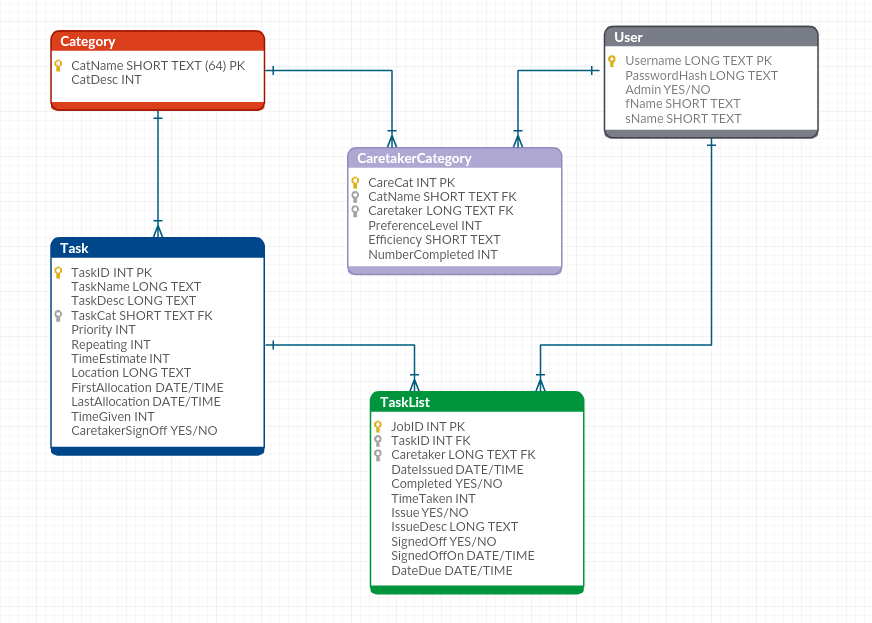 Category
CatName SHORT TEXT (64) PK
CatDesc INT
User
Username LONG TEXT PK
PasswordHash LONG TEXT
Admin YES/NO
fName SHORT TEXT
sName SHORT TEXT
CaretakerCategory
CareCat INT PK
CatName SHORT TEXT FK
Caretaker LONG TEXT FK
PreferenceLevel INT
Efficiency SHORT TEXT
NumberCompleted INT
Task
TaskID INT PK
TaskName LONG TEXT
TaskDesc LONG TEXT
TaskCat SHORT TEXT FK
Priority INT
Repeating INT
TimeEstimate INT
Location LONG TEXT
FirstAllocation DATE/TIME
LastAllocation DATE/TIME
TimeGiven INT
CaretakerSignOff YES/NO
TaskList
JobID INT PK
TaskID INT FK
Caretaker LONG TEXT FK
DateIssued DATE/TIME
Completed YES/NO
TimeTaken INT
Issue YES/NO
IssueDesc LONG TEXT
SignedOff YES/NO
SignedOffOn DATE/TIME
DateDue DATE/TIME